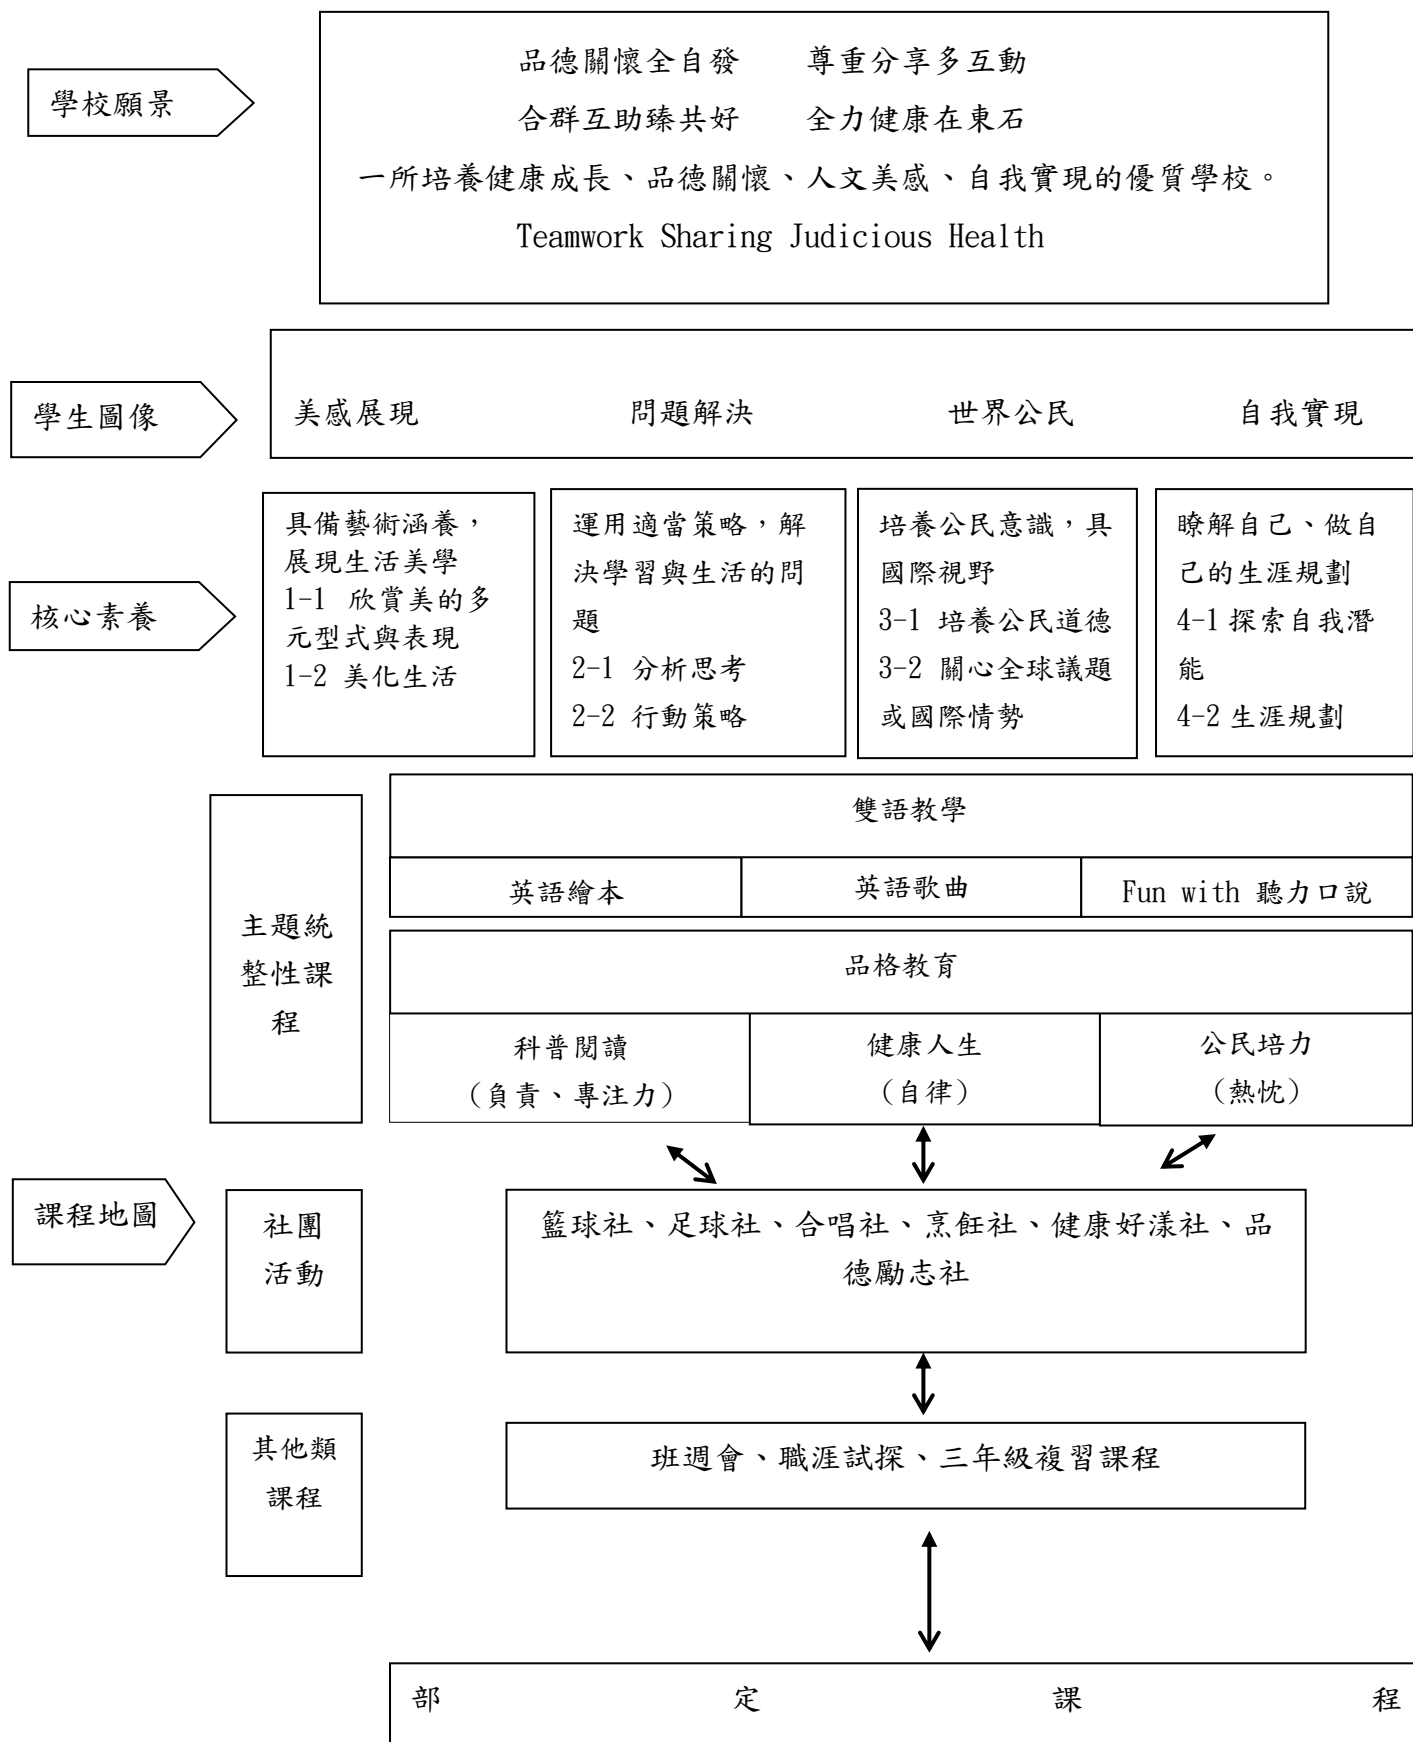 學校願景
品德關懷全自發 尊重分享多互動
合群互助臻共好 全力健康在東石
一所培養健康成長、品德關懷、人文美感、自我實現的優質學校。
Teamwork Sharing Judicious Health
學生圖像
美感展現 問題解決 世界公民 自我實現
核心素養
具備藝術涵養，
展現生活美學
1-1 欣賞美的多
元型式與表現
1-2 美化生活
運用適當策略，解
決學習與生活的問
題
2-1 分析思考
2-2 行動策略
培養公民意識，具
國際視野
3-1 培養公民道德
3-2 關心全球議題
或國際情勢
瞭解自己、做自
己的生涯規劃
4-1 探索自我潛
能
4-2 生涯規劃
課程地圖
主題統
整性課
程
雙語教學
英語繪本 英語歌曲 Fun with 聽力口說
品格教育
科普閱讀
（負責、專注力）
健康人生
（自律）
公民培力
（熱忱）
社團
活動
籃球社、足球社、合唱社、烹飪社、健康好漾社、品
德勵志社
其他類
課程
班週會、職涯試探、三年級複習課程
部 定 課 程